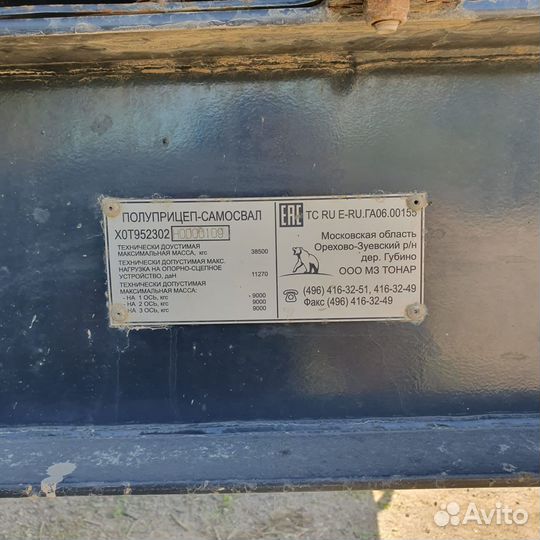 ПОЛУПРИЦЕП-САМОСВАЛ
X0T952302
ТЕХНИЧЕСКИ ДОУСТИМАЯ
МАКСИМАЛЬНАЯ МАССА, кгс 38500
ТЕХНИЧЕСКИ ДОПУСТИМАЯ МАКС.
НАГРУЗКА НА ОПОРНО-СЦЕПНОЕ
УСТРОЙСТВО, даН 11270
ТЕХНИЧЕСКИ ДОПУСТИМАЯ
МАКСИМАЛЬНАЯ МАССА:
- НА 1 ОСЬ, кгс 9000
- НА 2 ОСЬ, кгс 9000
- НА 3 ОСЬ, кгс 9000
EAC ТС RU E-RU.ГА06.00155
Московская область
Орехово-Зуевский р/н
дер. Губино
ООО МЗ ТОНАР
(496) 416-32-51, 416-32-49
Факс (496) 416-32-49
Avito